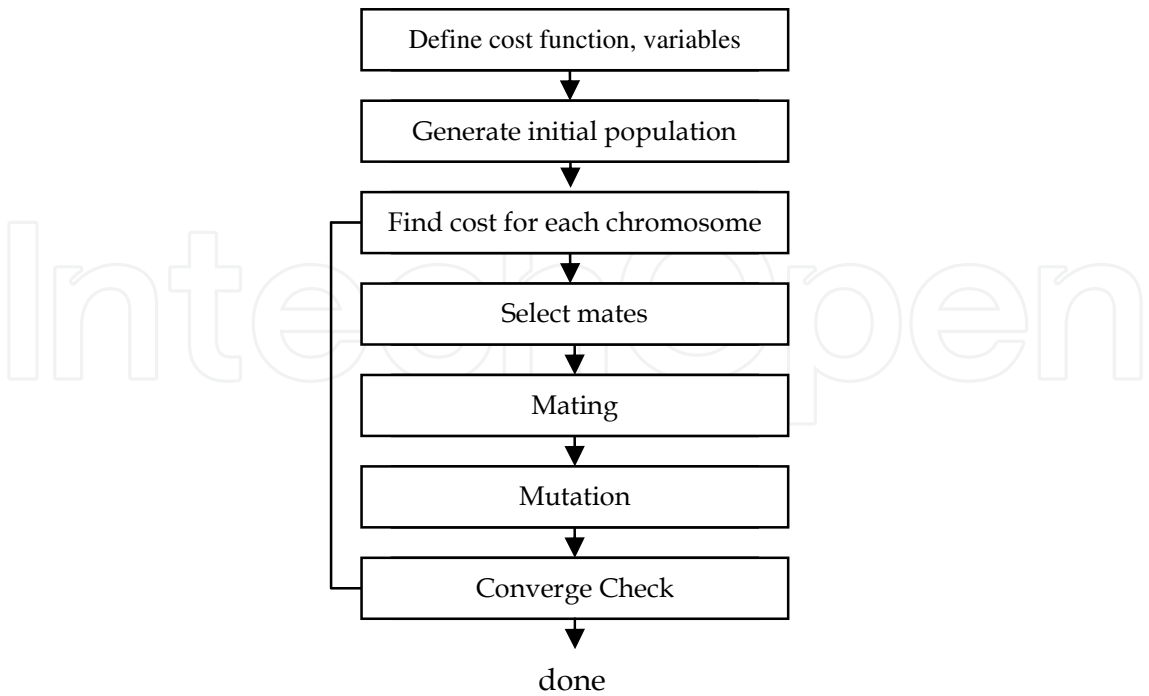 Define cost function, variables
Generate initial population
Find cost for each chromosome
Select mates
Mating
Mutation
Converge Check
done
IntechOpen